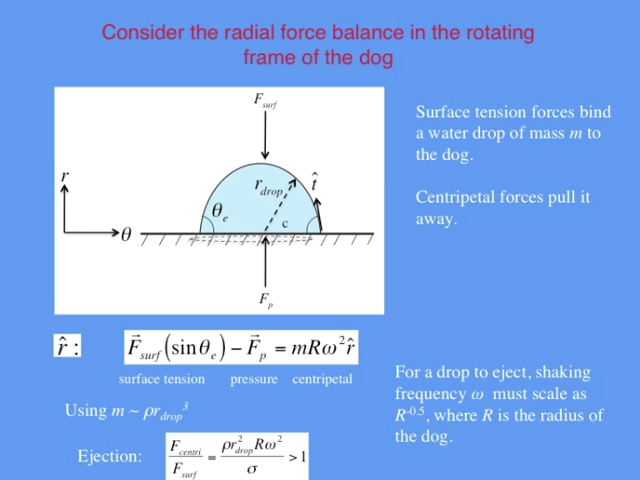 Consider the radial force balance in the rotating
frame of the dog
F_surf
r
r_drop
t̂
θ_e
c
θ
F_p
Surface tension forces bind
a water drop of mass m to
the dog.
Centripetal forces pull it
away.
r̂ :
F⃗_surf (sin θ_e) − F⃗_p = mRω² r̂
surface tension pressure centripetal
Using m ~ ρr_drop³
Ejection:
F_centri / F_surf = ρr²_drop Rω² / σ > 1
For a drop to eject, shaking
frequency ω must scale as
R^-0.5, where R is the radius of
the dog.